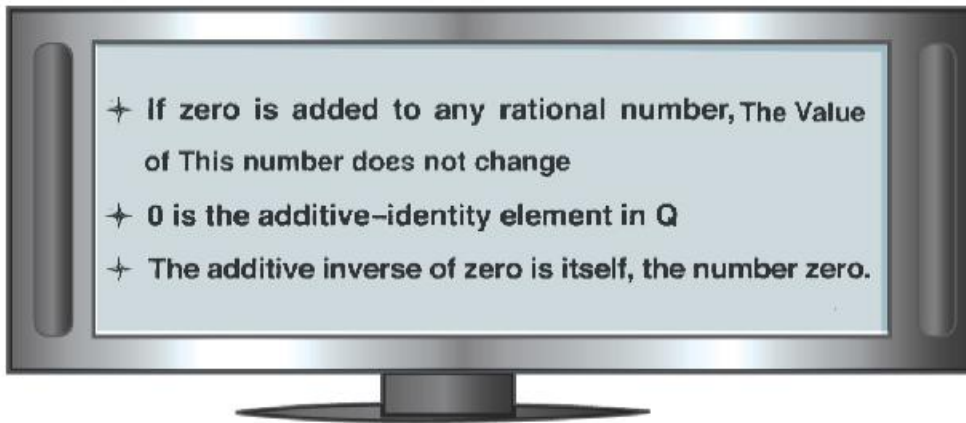 If zero is added to any rational number, The Value
of This number does not change
0 is the additive–identity element in Q
The additive inverse of zero is itself, the number zero.